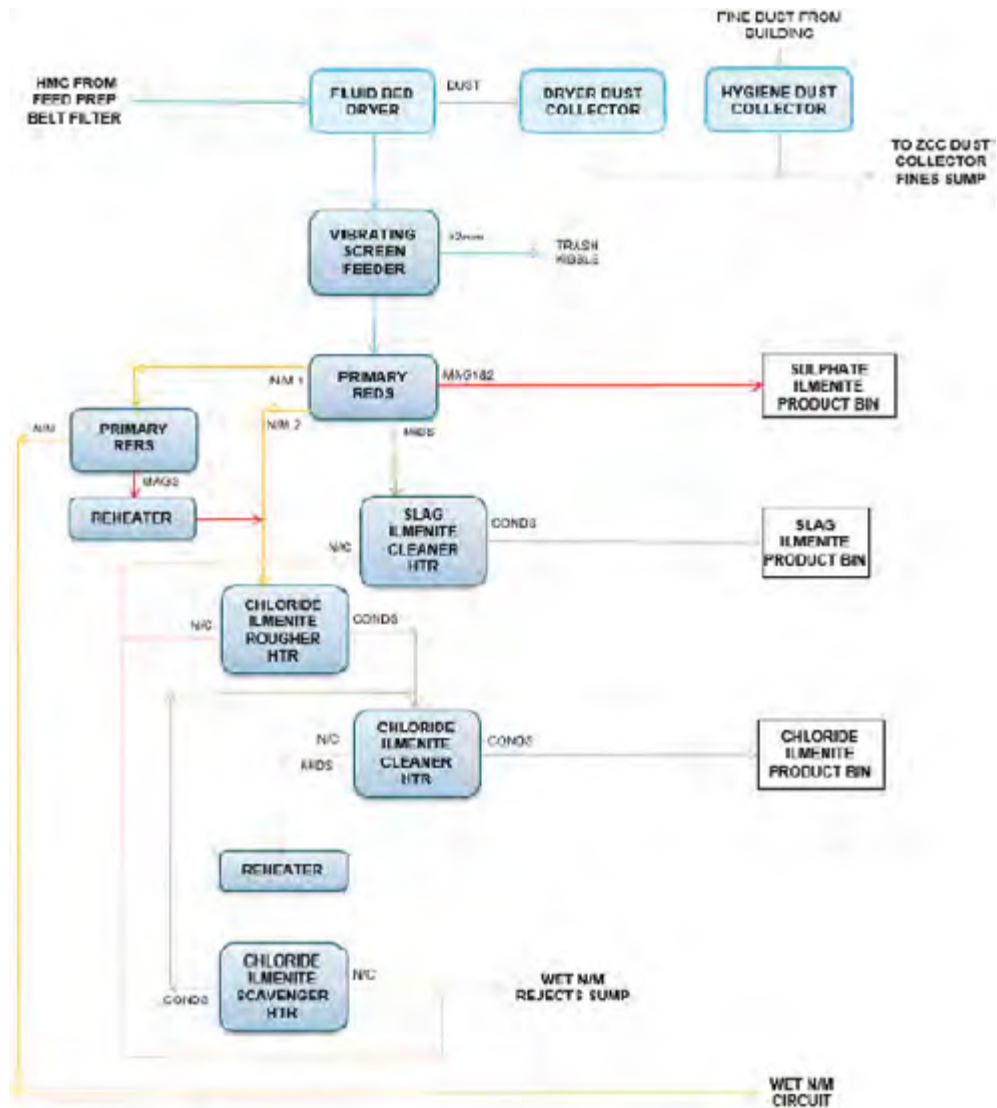 FINE DUST FROM
BUILDING
HMC FROM
FEED PREP
BELT FILTER
FLUID BED
DRYER
DUST
DRYER DUST
COLLECTOR
HYGIENE DUST
COLLECTOR
TO ZCC DUST
COLLECTOR
FINES SUMP
VIBRATING
SCREEN
FEEDER
TRASH
KIBBLE
PRIMARY
REDS
MAG1&2
SULPHATE
ILMENITE
PRODUCT BIN
N/M 1
N/M 2
MIDS
N/M
PRIMARY
RERS
MAGS
REHEATER
SLAG
ILMENITE
CLEANER
HTR
CONDS
N/C
SLAG
ILMENITE
PRODUCT BIN
CHLORIDE
ILMENITE
ROUGHER
HTR
N/C
CONDS
CHLORIDE
ILMENITE
CLEANER
HTR
N/C
MIDS
CONDS
CHLORIDE
ILMENITE
PRODUCT BIN
REHEATER
CHLORIDE
ILMENITE
SCAVENGER
HTR
N/C
CONDS
WET N/M
REJECTS SUMP
WET N/M
CIRCUIT